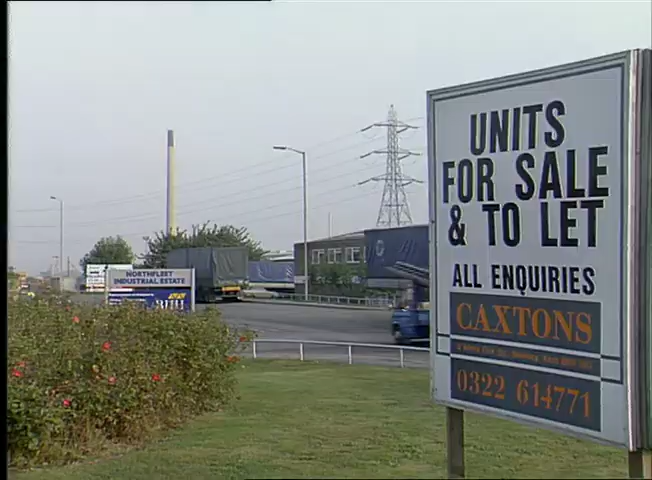 UNITS
FOR SALE
& TO LET
ALL ENQUIRIES
CAXTONS
0322 614771
NORTHFLEET
INDUSTRIAL ESTATE